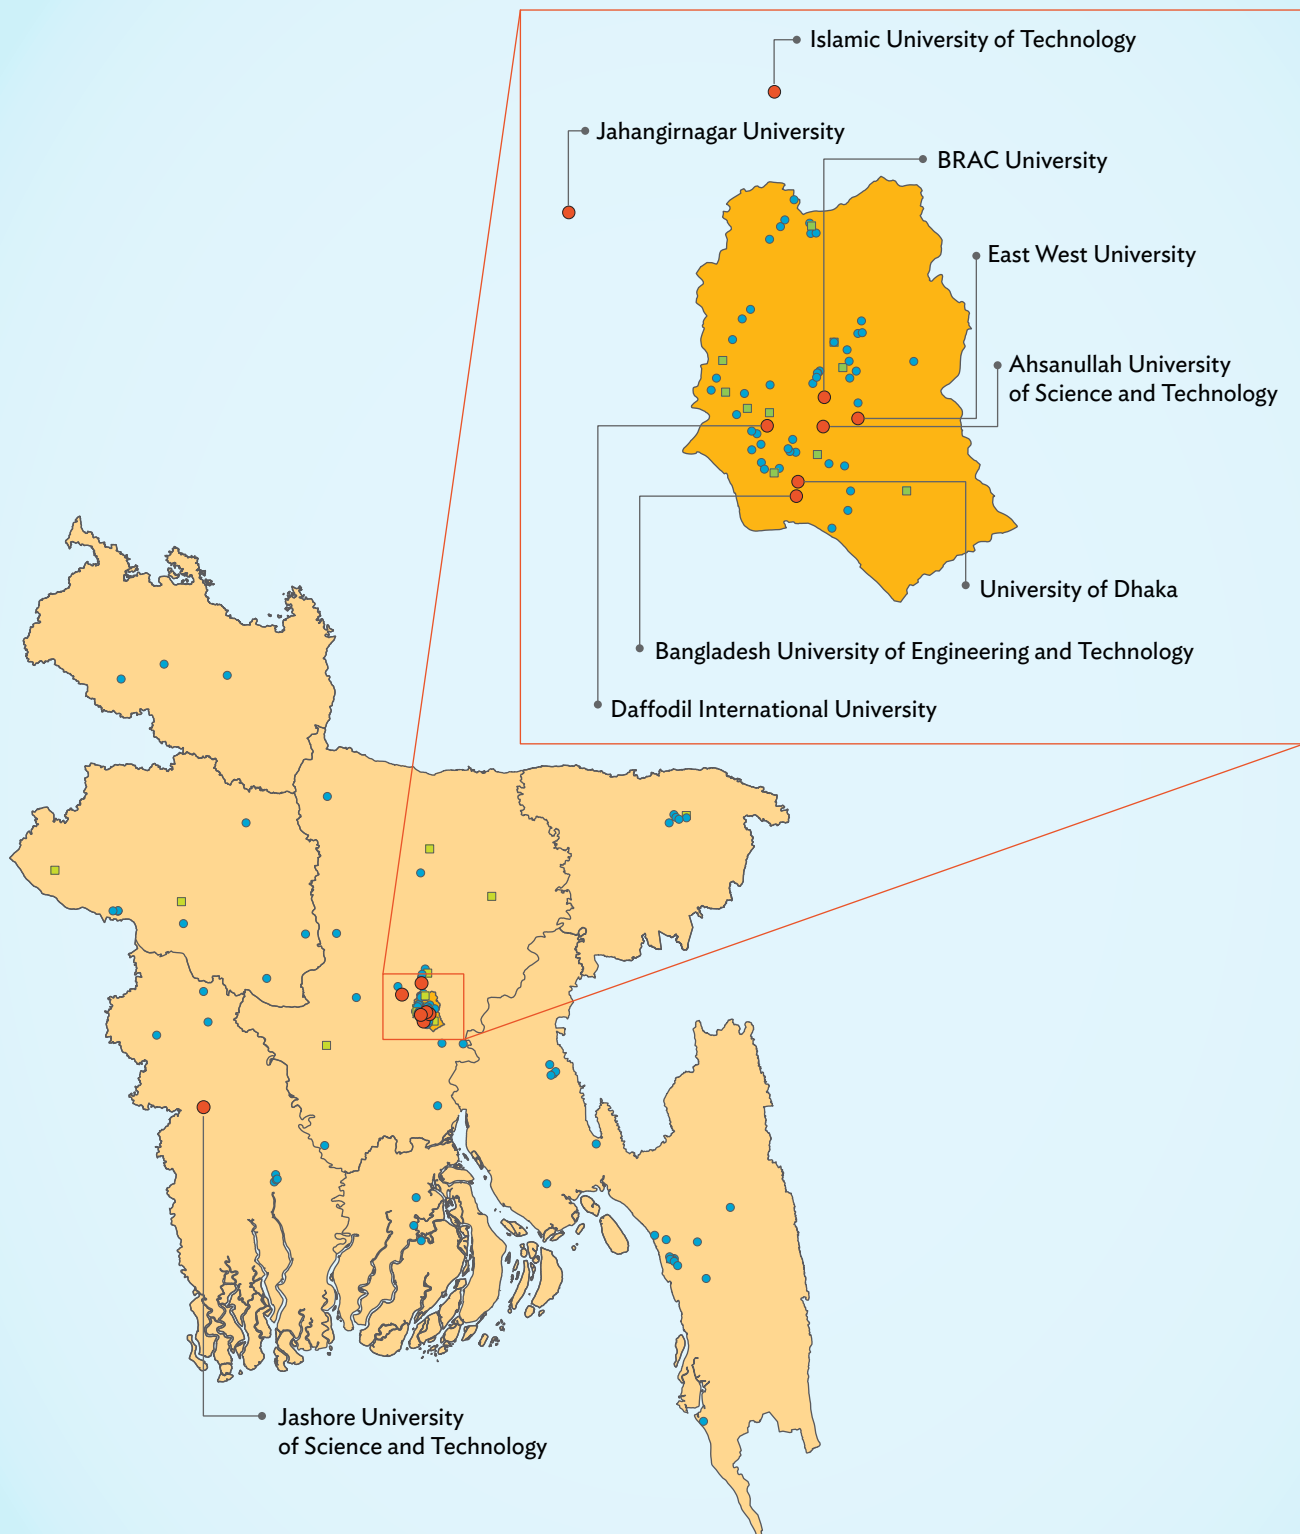 Islamic University of Technology
Jahangirnagar University
BRAC University
East West University
Ahsanullah University
of Science and Technology
University of Dhaka
Bangladesh University of Engineering and Technology
Daffodil International University
Jashore University
of Science and Technology